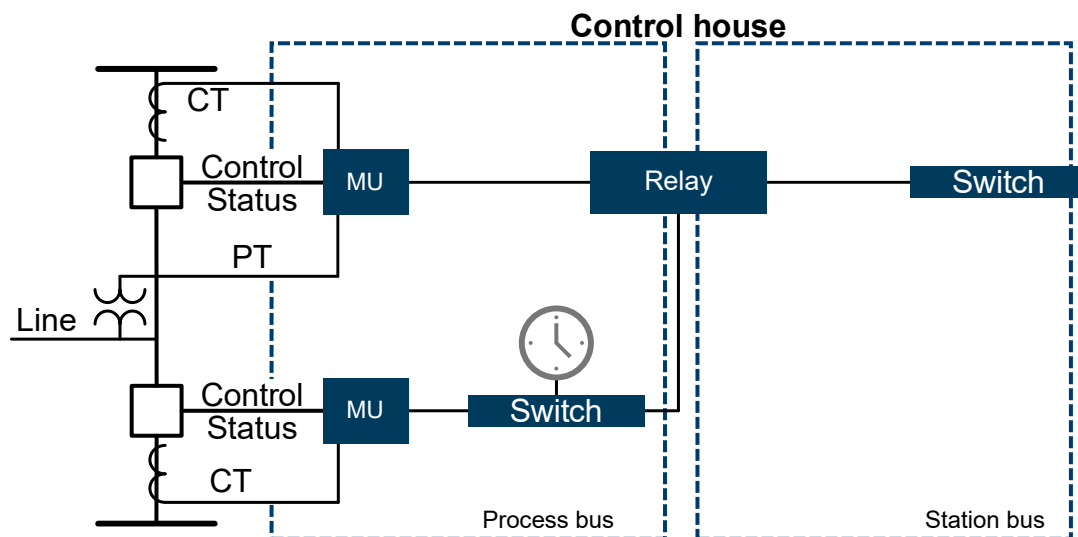 Control house
CT
Control
Status
MU
Relay
Switch
PT
Line
Control
Status
MU
Switch
CT
Process bus
Station bus